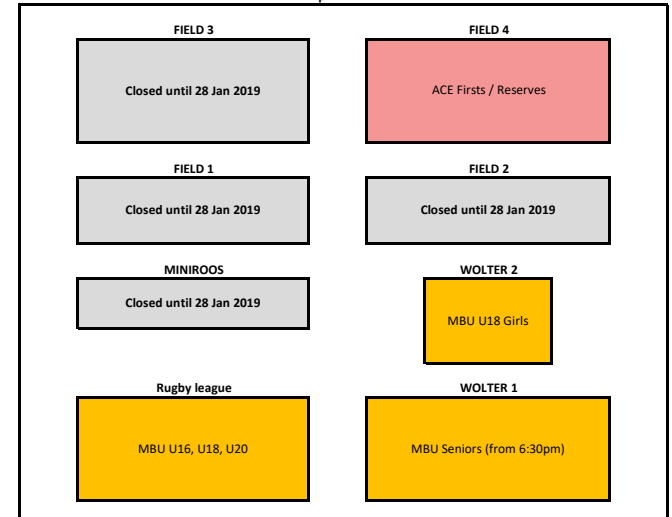 FIELD 3
FIELD 4
Closed until 28 Jan 2019
ACE Firsts / Reserves
FIELD 1
FIELD 2
Closed until 28 Jan 2019
Closed until 28 Jan 2019
MINIROOS
WOLTER 2
Closed until 28 Jan 2019
MBU U18 Girls
Rugby league
WOLTER 1
MBU U16, U18, U20
MBU Seniors (from 6:30pm)